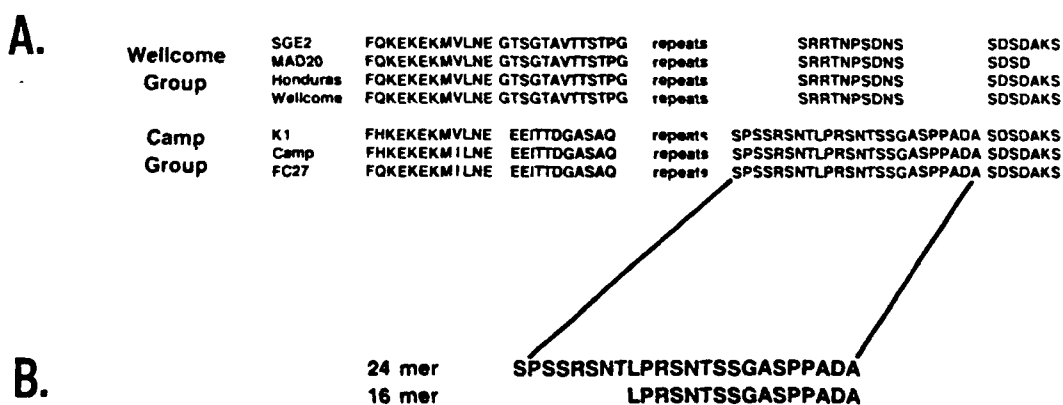 A.
Wellcome Group
SGE2 FQKEKEKMVLNE GTSGTAVTTSTPG repeats SRRTNPSDNS SDSDAKS
MAD20 FQKEKEKMVLNE GTSGTAVTTSTPG repeats SRRTNPSDNS SDSD
Honduras FQKEKEKMVLNE GTSGTAVTTSTPG repeats SRRTNPSDNS SDSDAKS
Wellcome FQKEKEKMVLNE GTSGTAVTTSTPG repeats SRRTNPSDNS SDSDAKS
Camp Group
K1 FHKEKEKMVLNE EEITTDGASAQ repeats SPSSRSNTLPRSNTSSGASPPADA SDSDAKS
Camp FHKEKEKMILNE EEITTDGASAQ repeats SPSSRSNTLPRSNTSSGASPPADA SDSDAKS
FC27 FQKEKEKMILNE EEITTDGASAQ repeats SPSSRSNTLPRSNTSSGASPPADA SDSDAKS
B.
24 mer SPSSRSNTLPRSNTSSGASPPADA
16 mer LPRSNTSSGASPPADA